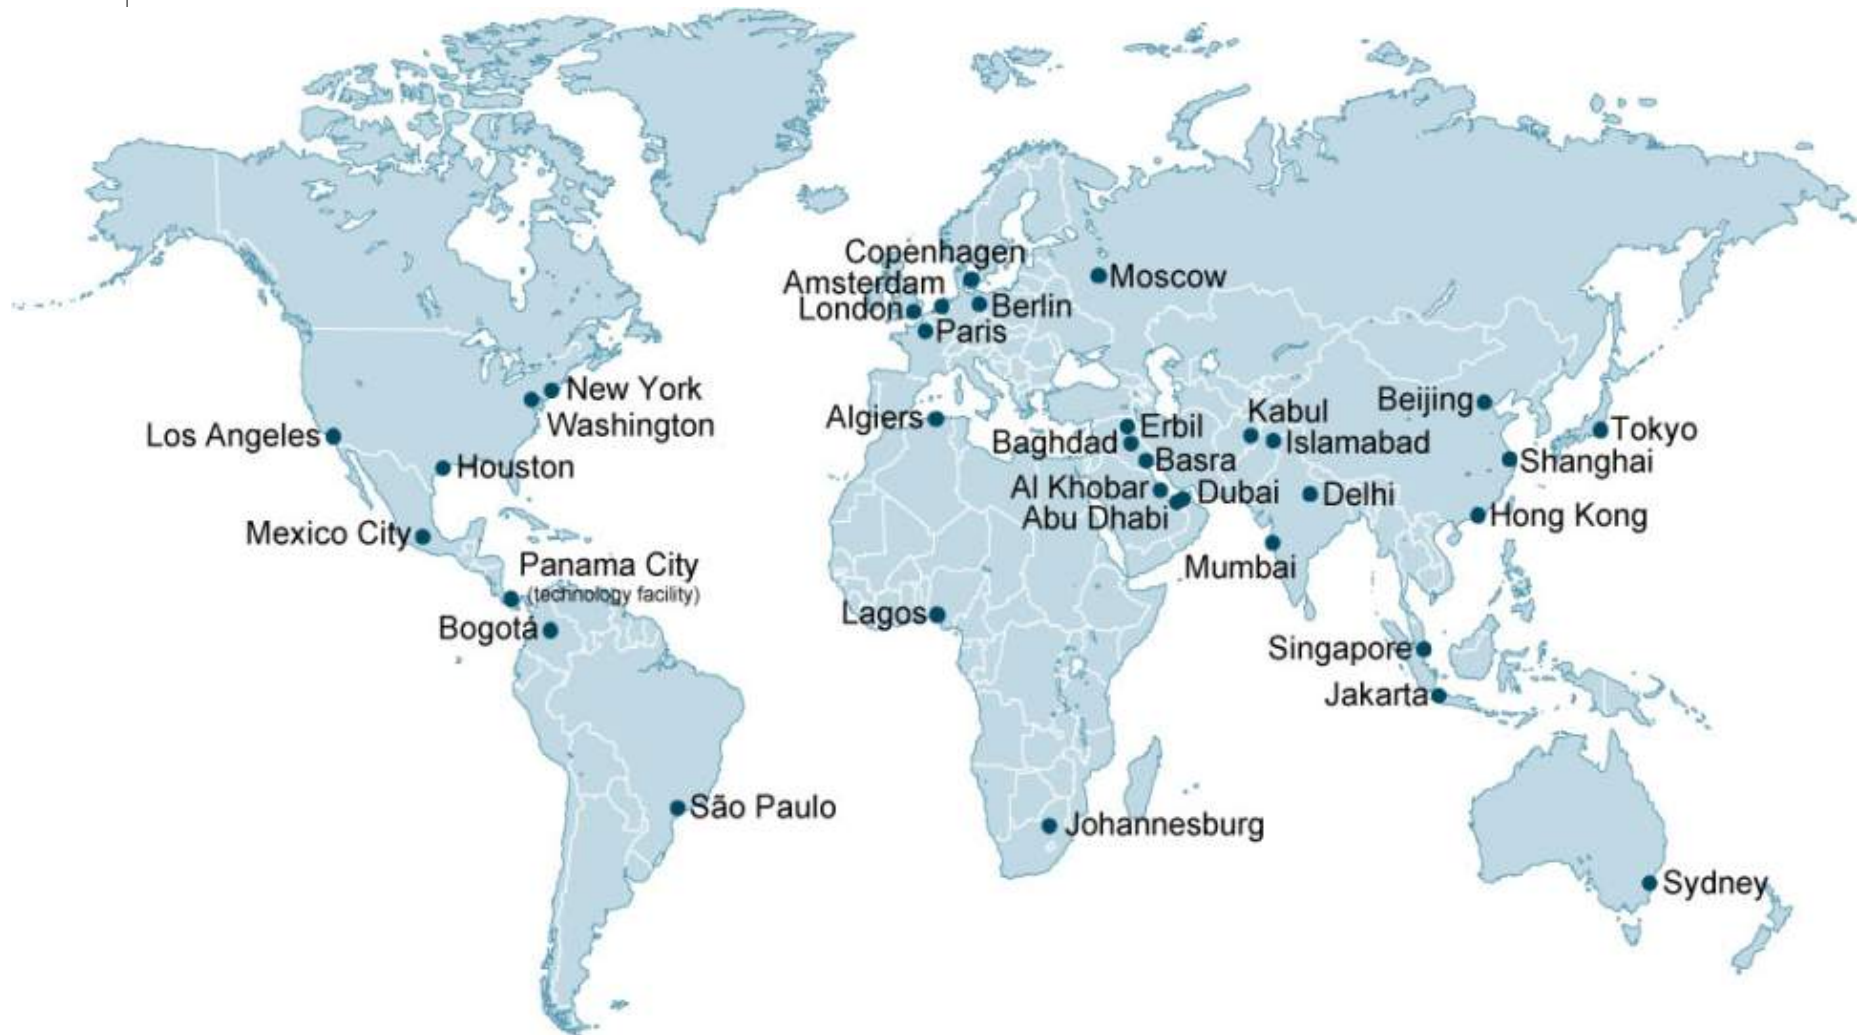 Copenhagen
Amsterdam
Moscow
London
Berlin
Paris
New York
Beijing
Kabul
Algiers
Erbil
Washington
Tokyo
Los Angeles
Baghdad
Islamabad
Basra
Shanghai
Houston
Al Khobar
Dubai
Delhi
Abu Dhabi
Hong Kong
Mexico City
Panama City
Mumbai
(technology facility)
Lagos
Bogotá
Singapore
Jakarta
São Paulo
Johannesburg
Sydney